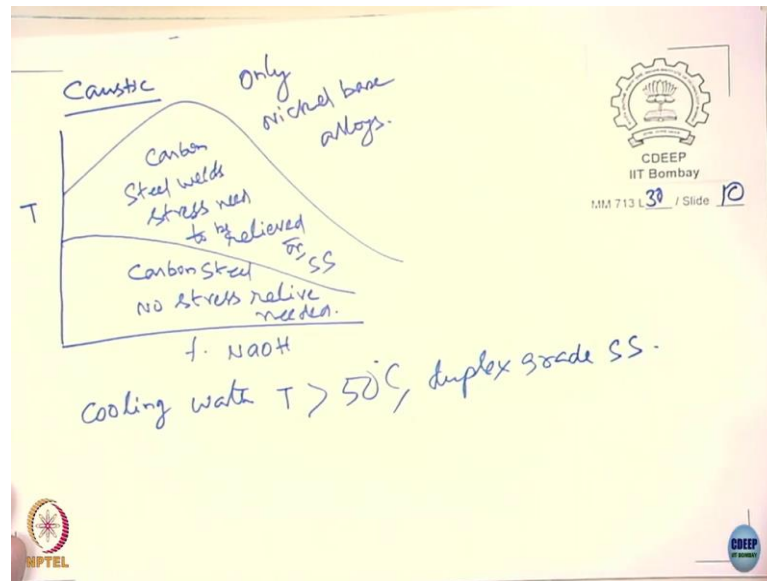 Caustic
Only
nickel base
alloys.
Carbon
Steel welds
stress need
to be relieved
or SS
T
Carbon Steel
No stress relive
needed.
%. NaOH
Cooling water T > 50°C, duplex grade SS.
CDEEP
IIT Bombay
MM 713 L 30 / Slide 10
NPTEL
CDEEP
IIT BOMBAY